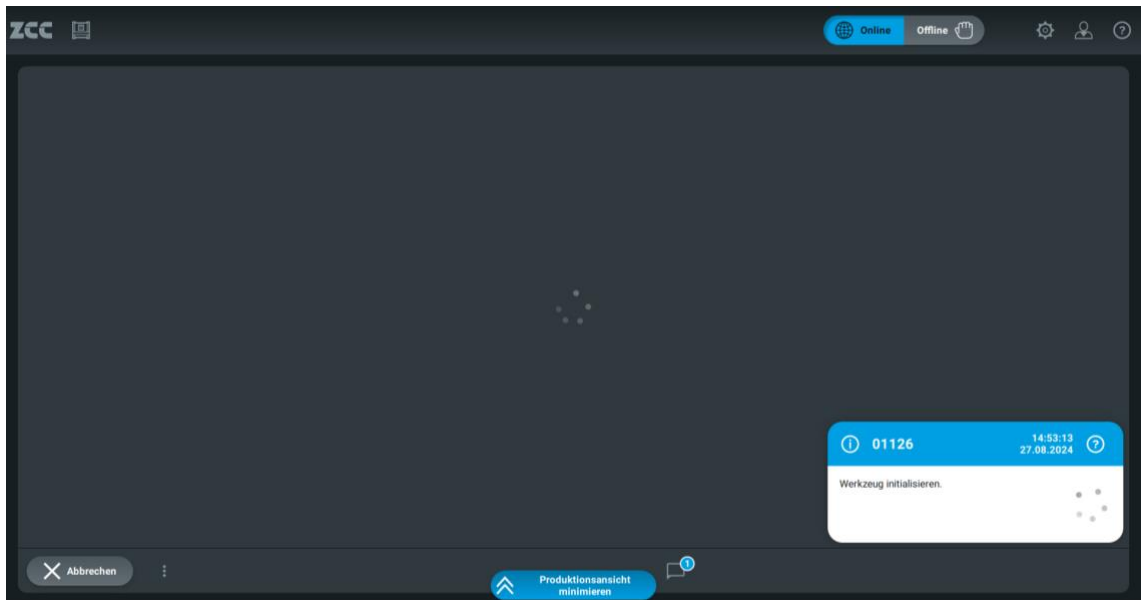 ZCC
Online
Offline
01126
14:53:13
27.08.2024
Werkzeug initialisieren.
Abbrechen
1
Produktionsansicht
minimieren